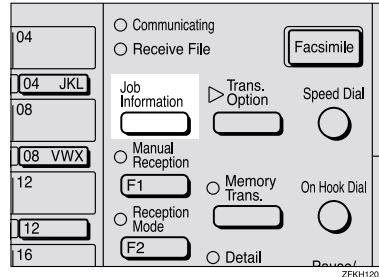 04
Communicating
Receive File
Facsimile
04 JKL
Job
Information
Trans.
Option
Speed Dial
08
08 VWX
Manual
Reception
F1
12
Memory
Trans.
On Hook Dial
12
Reception
Mode
F2
16
Detail
Pause/
ZFKH120